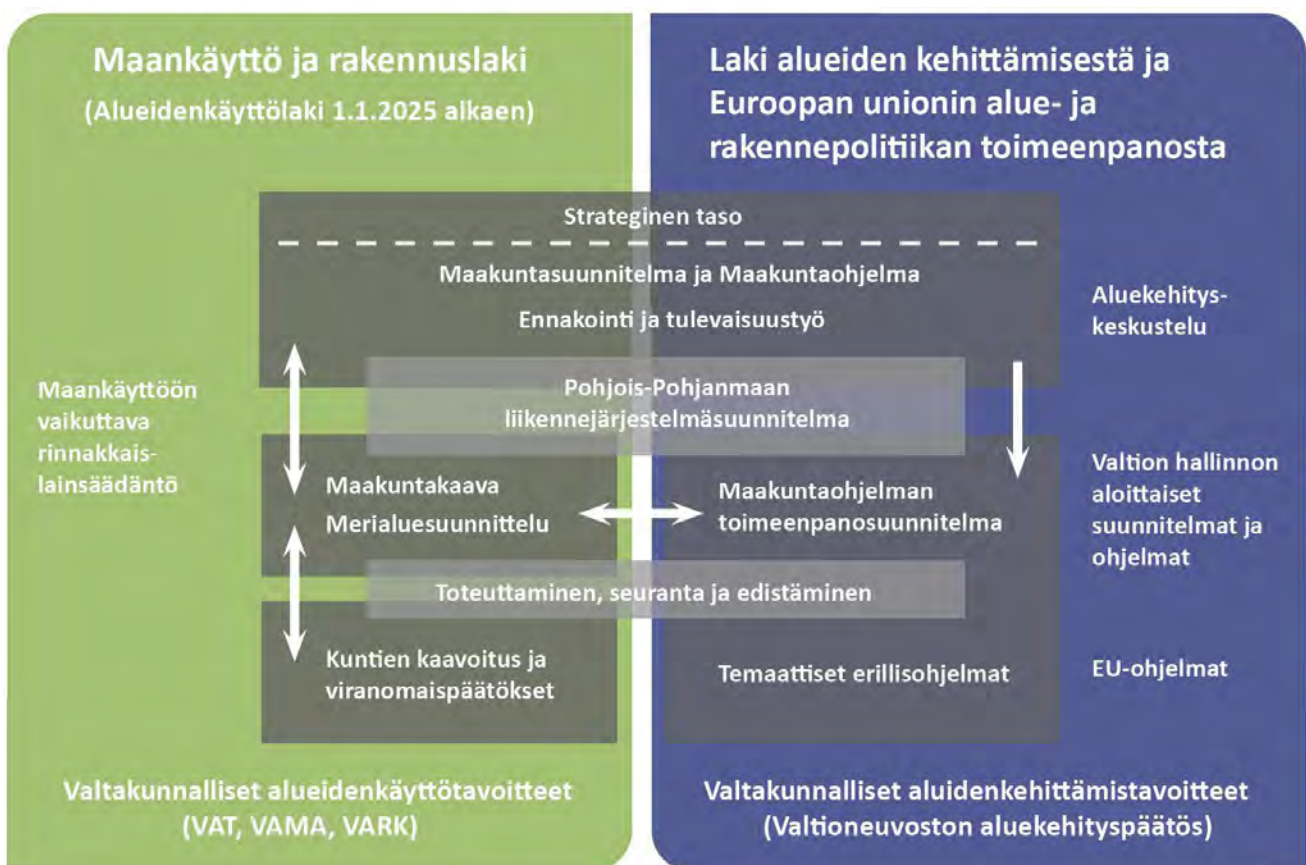 Maankäyttö ja rakennuslaki
(Alueidenkäyttölaki 1.1.2025 alkaen)
Laki alueiden kehittämisestä ja
Euroopan unionin alue- ja
rakennepolitiikan toimeenpanosta
Strateginen taso
Maakuntasuunnitelma ja Maakuntaohjelma
Ennakointi ja tulevaisuustyö
Aluekehitys-
keskustelu
Maankäyttöön
vaikuttava
rinnakkais-
lainsäädäntö
Pohjois-Pohjanmaan
liikennejärjestelmäsuunnitelma
Maakuntakaava
Merialuesuunnittelu
Maakuntaohjelman
toimeenpanosuunnitelma
Valtion hallinnon
aloittaiset
suunnitelmat ja
ohjelmat
Toteuttaminen, seuranta ja edistäminen
Kuntien kaavoitus ja
viranomaispäätökset
Temaattiset erillisohjelmat
EU-ohjelmat
Valtakunnalliset alueidenkäyttötavoitteet
(VAT, VAMA, VARK)
Valtakunnalliset aluidenkehittämistavoitteet
(Valtioneuvoston aluekehityspäätös)